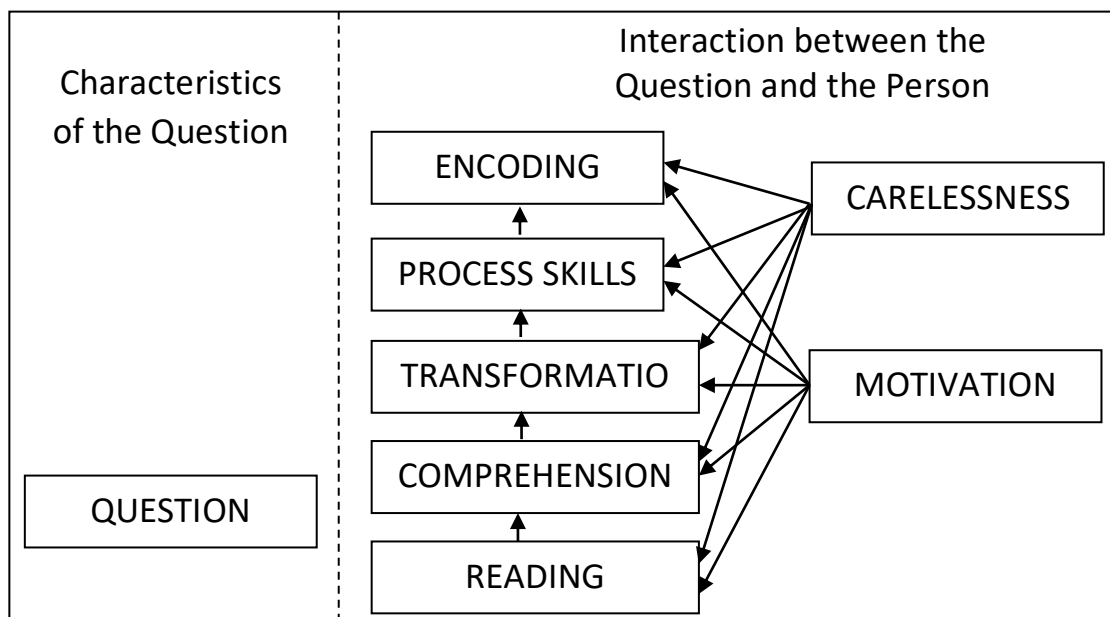 Characteristics
of the Question
QUESTION
Interaction between the
Question and the Person
ENCODING
PROCESS SKILLS
TRANSFORMATIO
COMPREHENSION
READING
CARELESSNESS
MOTIVATION